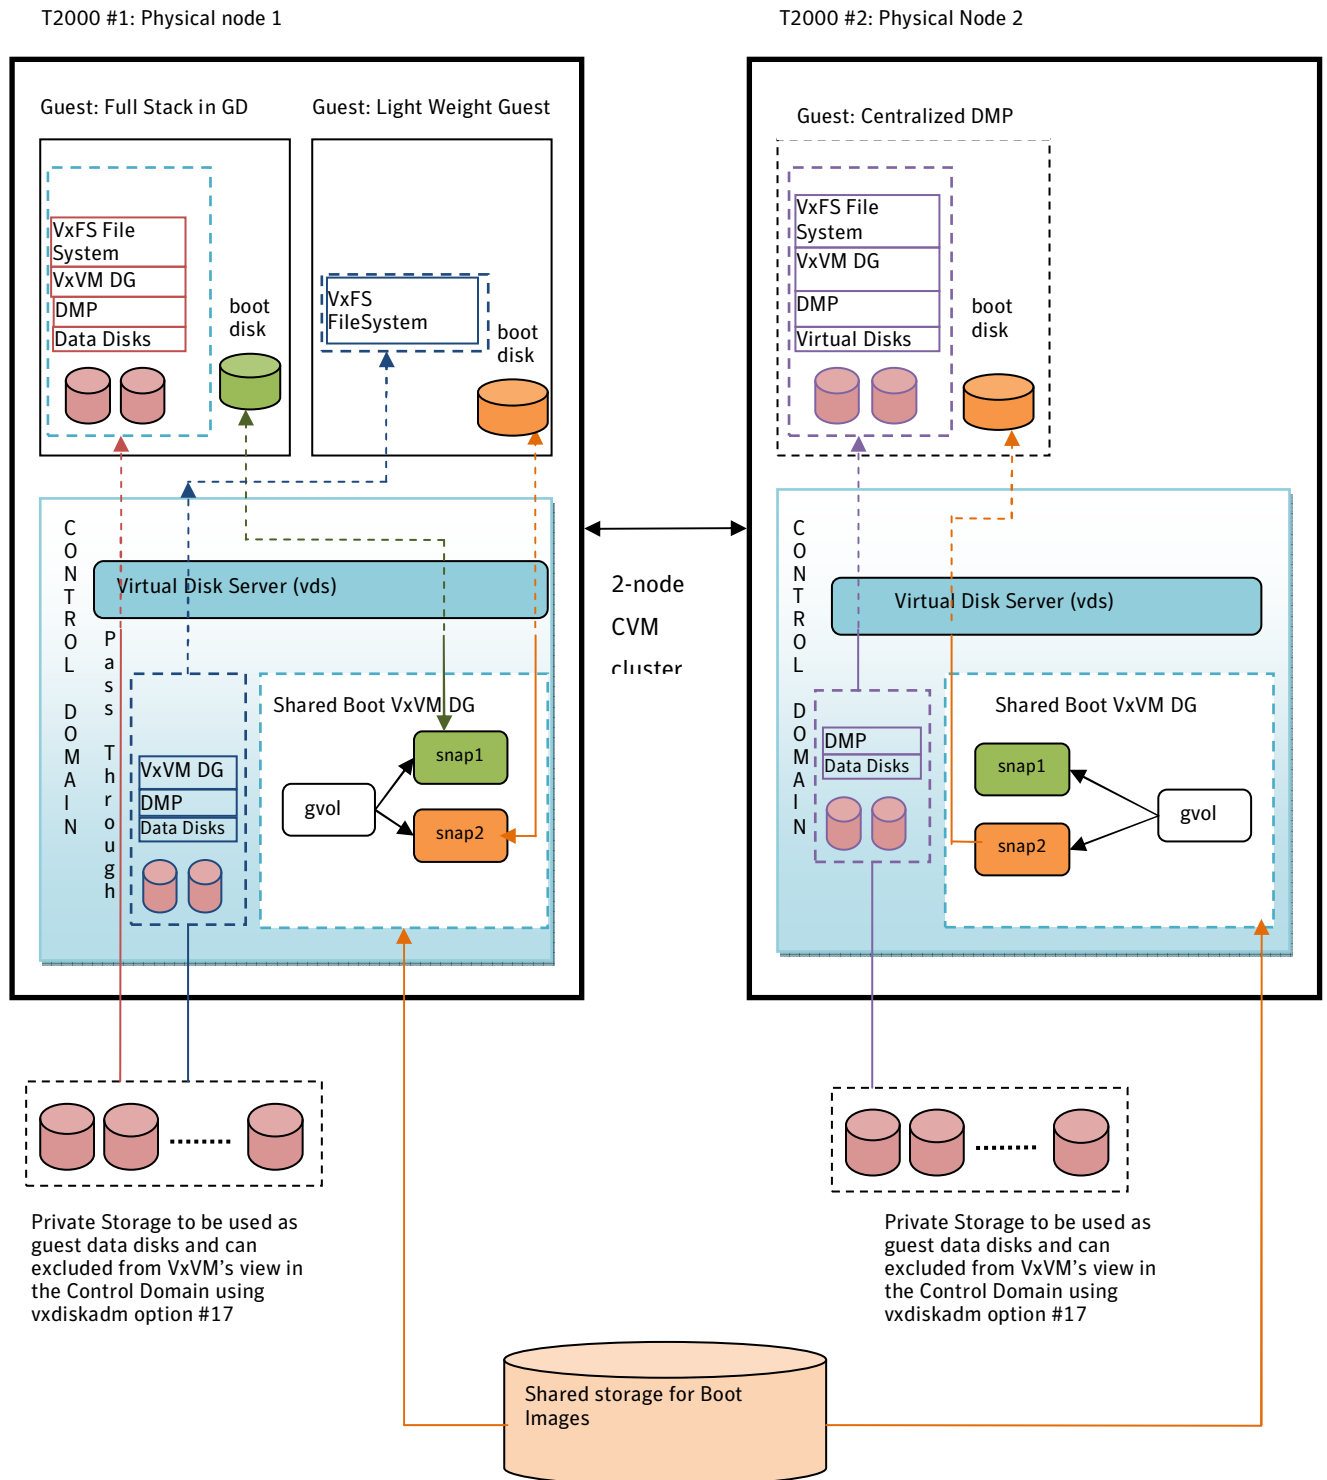 T2000 #1: Physical node 1
T2000 #2: Physical Node 2
Guest: Full Stack in GD
Guest: Light Weight Guest
VxFS File
System
VxVM DG
DMP
Data Disks
boot
disk
VxFS
FileSystem
boot
disk
Guest: Centralized DMP
VxFS File
System
VxVM DG
DMP
Virtual Disks
boot
disk
CONTROL DOMAIN
Virtual Disk Server (vds)
Pass Through
VxVM DG
DMP
Data Disks
Shared Boot VxVM DG
gvol
snap1
snap2
2-node
CVM
cluster
CONTROL DOMAIN
Virtual Disk Server (vds)
DMP
Data Disks
Shared Boot VxVM DG
snap1
snap2
gvol
Private Storage to be used as
guest data disks and can
excluded from VxVM's view in
the Control Domain using
vxdiskadm option #17
Private Storage to be used as
guest data disks and can
excluded from VxVM's view in
the Control Domain using
vxdiskadm option #17
Shared storage for Boot
Images